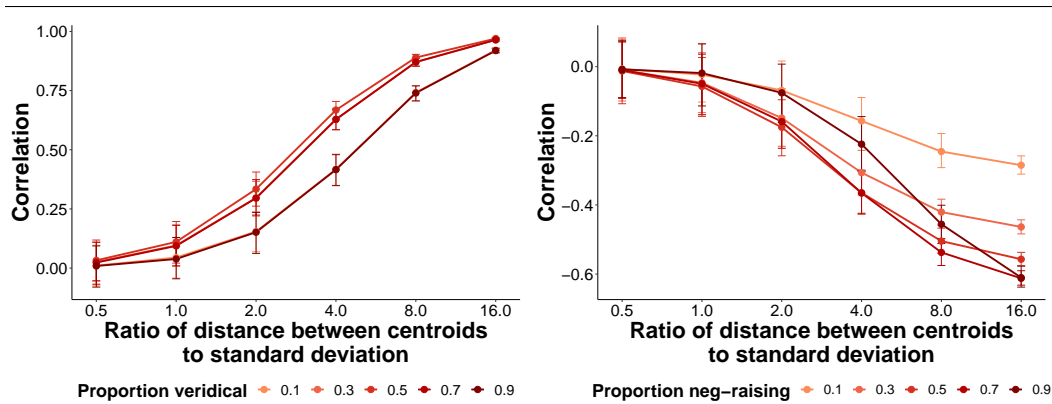 1.00
0.75
0.50
0.25
0.00
Correlation
0.5 1.0 2.0 4.0 8.0 16.0
Ratio of distance between centroids
to standard deviation
Proportion veridical 0.1 0.3 0.5 0.7 0.9
0.0
−0.2
−0.4
−0.6
Correlation
0.5 1.0 2.0 4.0 8.0 16.0
Ratio of distance between centroids
to standard deviation
Proportion neg−raising 0.1 0.3 0.5 0.7 0.9